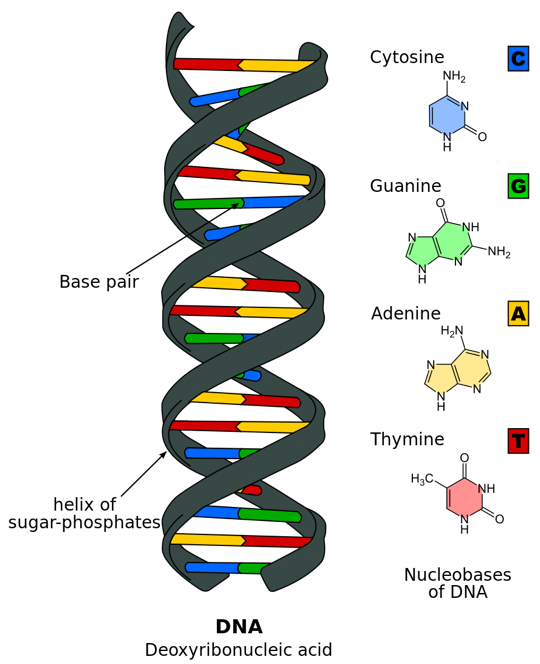 Cytosine
C
NH2
N
N
H
O
Guanine
G
O
N
NH
N
H
N
NH2
Base pair
Adenine
A
H2N
N
N
N
H
N
Thymine
T
O
H3C
NH
N
H
O
helix of
sugar-phosphates
Nucleobases
of DNA
DNA
Deoxyribonucleic acid